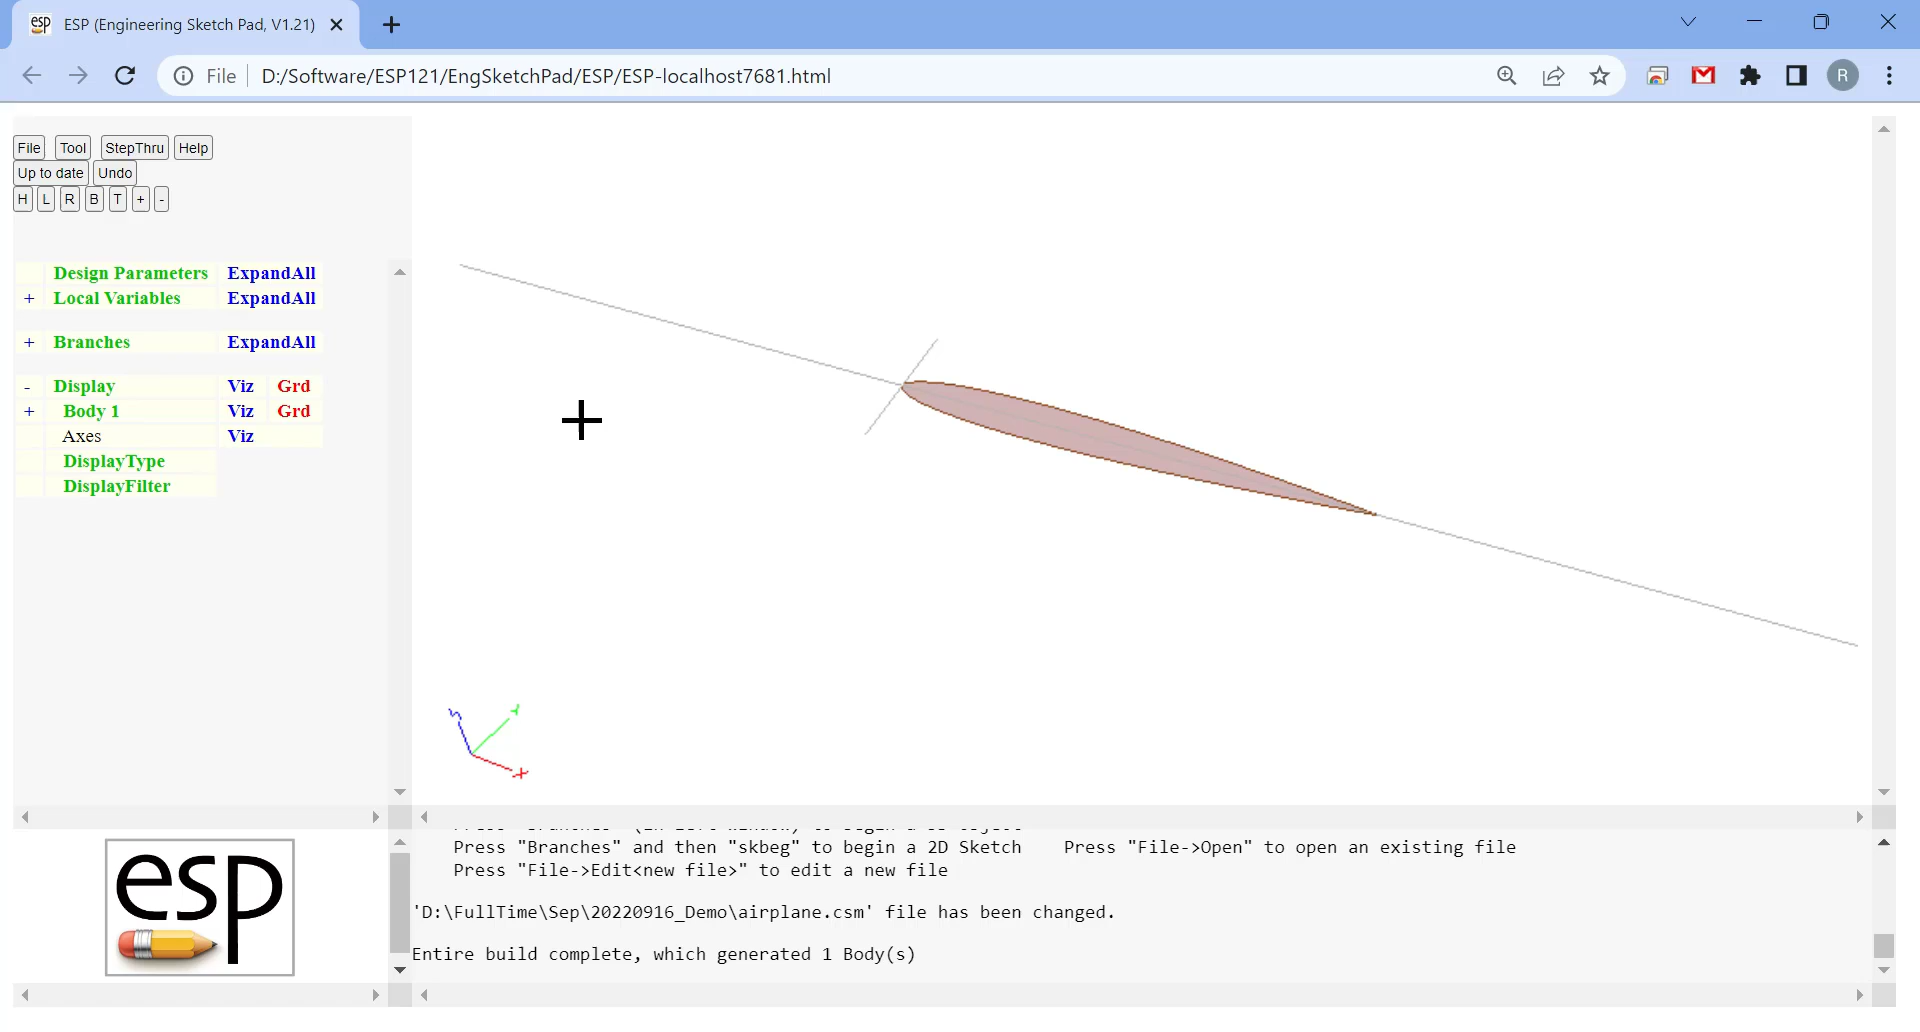 esp ESP (Engineering Sketch Pad, V1.21)
File D:/Software/ESP121/EngSketchPad/ESP/ESP-localhost7681.html R
File Tool StepThru Help
Up to date Undo
H L R B T + -
Design Parameters ExpandAll
+ Local Variables ExpandAll
+ Branches ExpandAll
- Display Viz Grd
+ Body 1 Viz Grd
Axes Viz
DisplayType
DisplayFilter
Press "Branches" and then "skbeg" to begin a 2D Sketch Press "File->Open" to open an existing file
Press "File->Edit<new file>" to edit a new file
'D:\FullTime\Sep\20220916_Demo\airplane.csm' file has been changed.
Entire build complete, which generated 1 Body(s)
esp